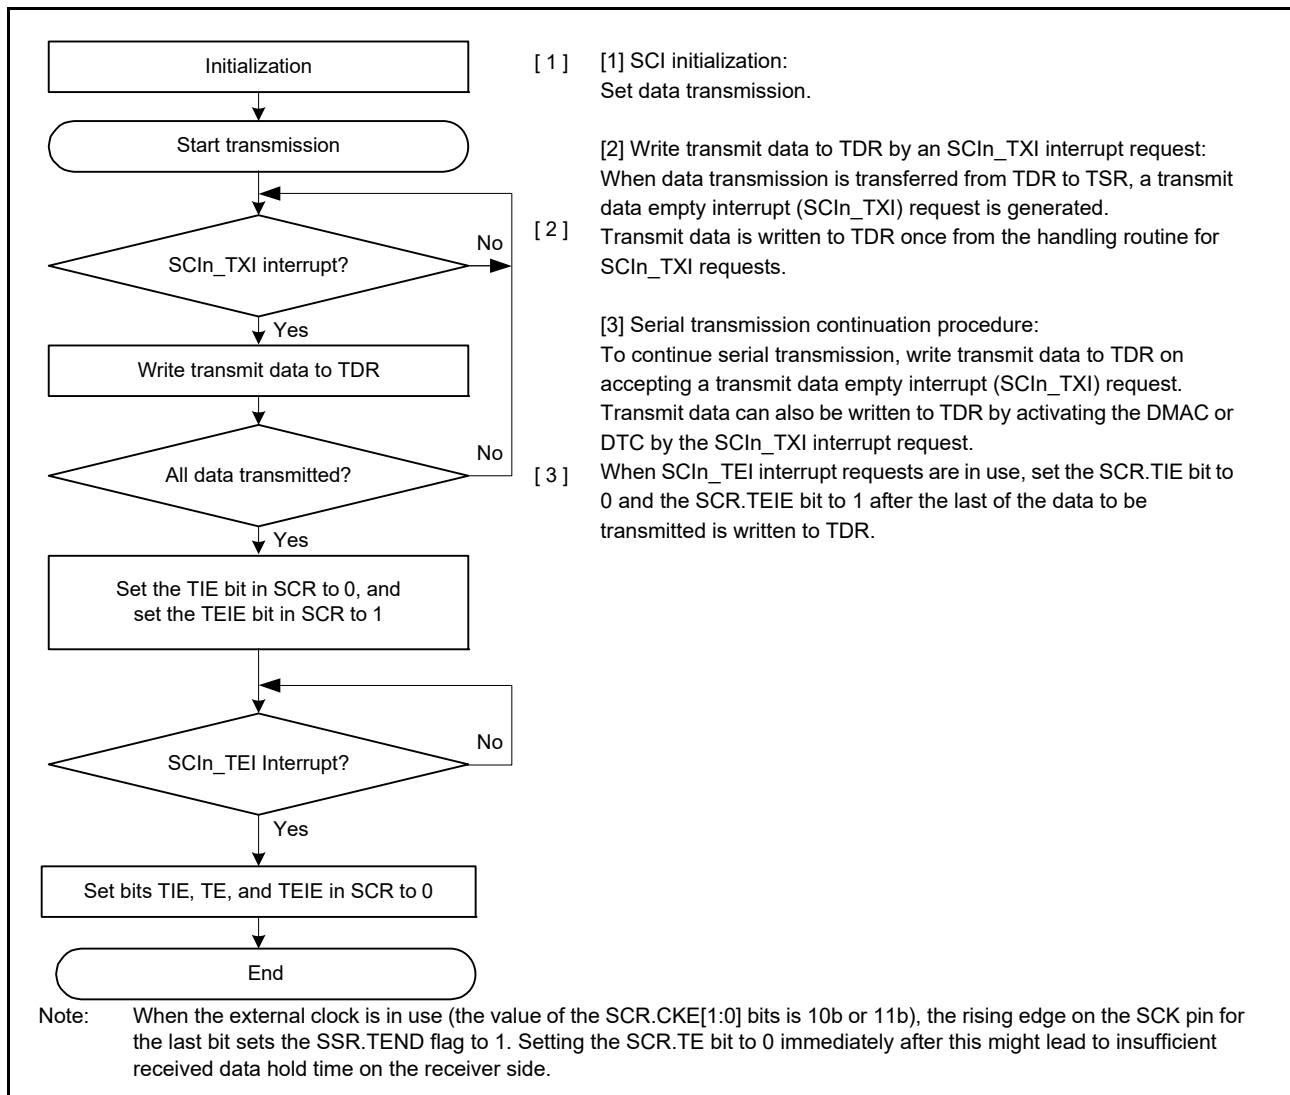 Initialization
[ 1 ]
[1] SCI initialization:
Set data transmission.
Start transmission
[2] Write transmit data to TDR by an SCIn_TXI interrupt request:
When data transmission is transferred from TDR to TSR, a transmit
data empty interrupt (SCIn_TXI) request is generated.
Transmit data is written to TDR once from the handling routine for
SCIn_TXI requests.
[ 2 ]
SCIn_TXI interrupt?
No
Yes
Write transmit data to TDR
[3] Serial transmission continuation procedure:
To continue serial transmission, write transmit data to TDR on
accepting a transmit data empty interrupt (SCIn_TXI) request.
Transmit data can also be written to TDR by activating the DMAC or
DTC by the SCIn_TXI interrupt request.
When SCIn_TEI interrupt requests are in use, set the SCR.TIE bit to
0 and the SCR.TEIE bit to 1 after the last of the data to be
transmitted is written to TDR.
All data transmitted?
No
[ 3 ]
Yes
Set the TIE bit in SCR to 0, and
set the TEIE bit in SCR to 1
SCIn_TEI Interrupt?
No
Yes
Set bits TIE, TE, and TEIE in SCR to 0
End
Note: When the external clock is in use (the value of the SCR.CKE[1:0] bits is 10b or 11b), the rising edge on the SCK pin for
the last bit sets the SSR.TEND flag to 1. Setting the SCR.TE bit to 0 immediately after this might lead to insufficient
received data hold time on the receiver side.